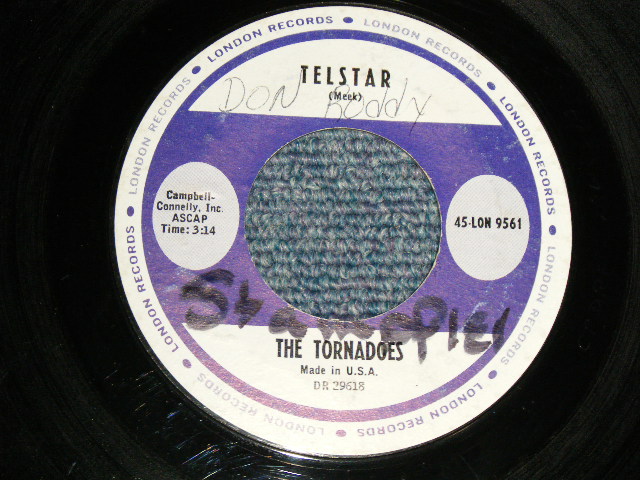 LONDON RECORDS • LONDON RECORDS • LONDON RECORDS • LONDON RECORDS • LONDON RECORDS • LONDON RECORDS • LONDON RECORDS • LONDON RECORDS •
TELSTAR
(Meek)
DON Roddy
Campbell-
Connelly, Inc.
ASCAP
Time: 3:14
45-LON 9561
THE TORNADOES
Made in U.S.A.
DR 29618